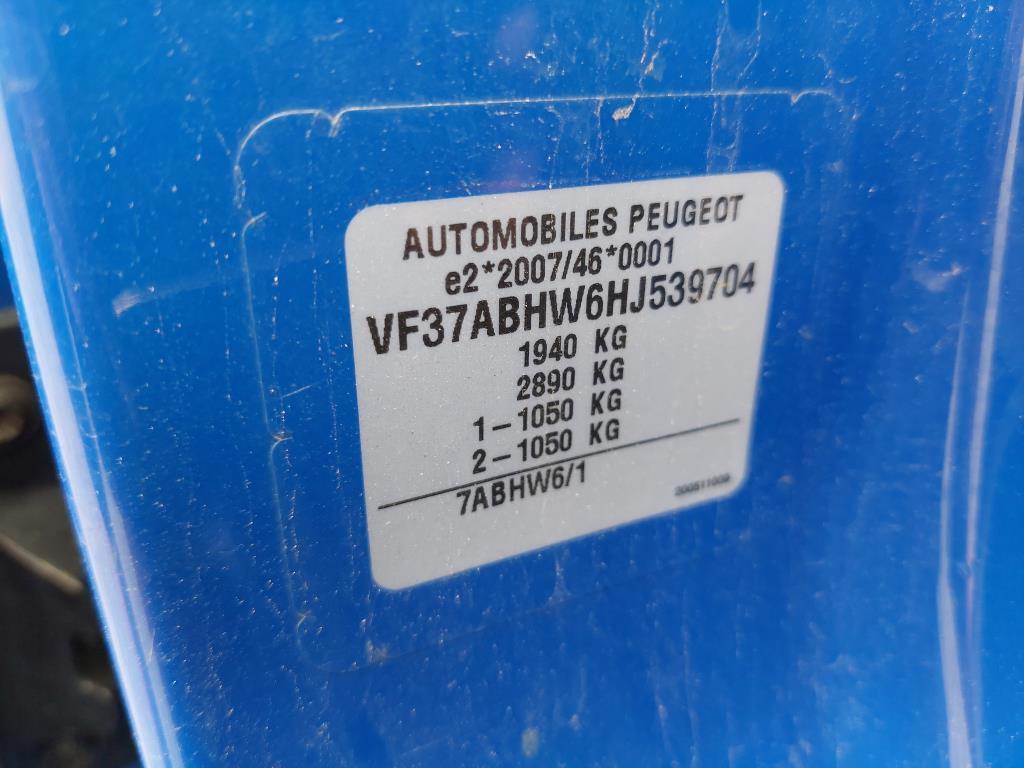 AUTOMOBILES PEUGEOT
e2*2007/46*0001
VF37ABHW6HJ539704
1940 KG
2890 KG
1-1050 KG
2-1050 KG
7ABHW6/1